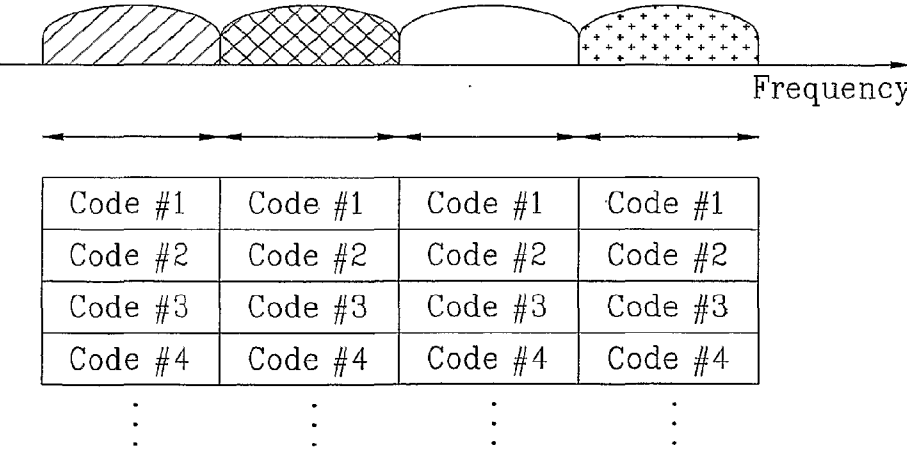 Frequency
Code #1 Code #1 Code #1 Code #1
Code #2 Code #2 Code #2 Code #2
Code #3 Code #3 Code #3 Code #3
Code #4 Code #4 Code #4 Code #4